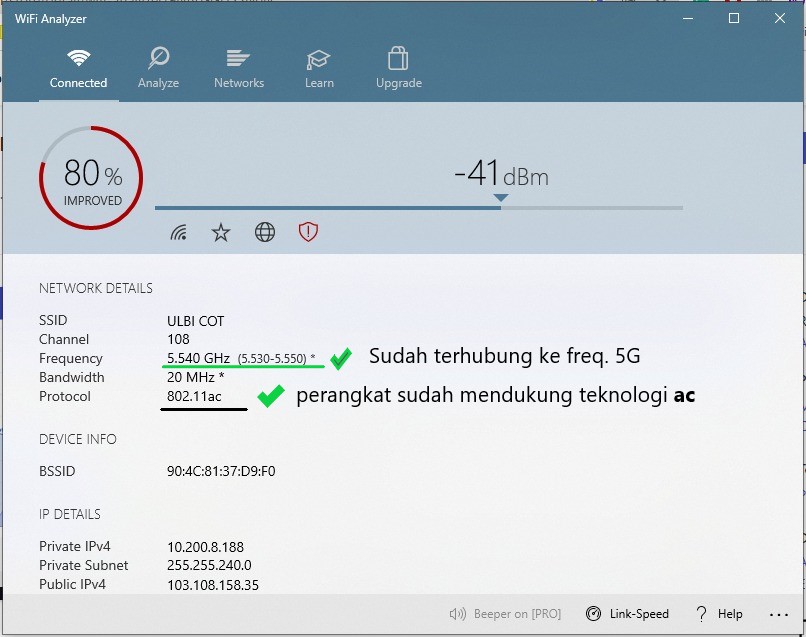 WiFi Analyzer
Connected Analyze Networks Learn Upgrade
80 %
IMPROVED
-41 dBm
NETWORK DETAILS
SSID ULBI COT
Channel 108
Frequency 5.540 GHz (5.530-5.550) * Sudah terhubung ke freq. 5G
Bandwidth 20 MHz *
Protocol 802.11ac perangkat sudah mendukung teknologi ac
DEVICE INFO
BSSID 90:4C:81:37:D9:F0
IP DETAILS
Private IPv4 10.200.8.188
Private Subnet 255.255.240.0
Public IPv4 103.108.158.35
Beeper on [PRO] Link-Speed ? Help ...